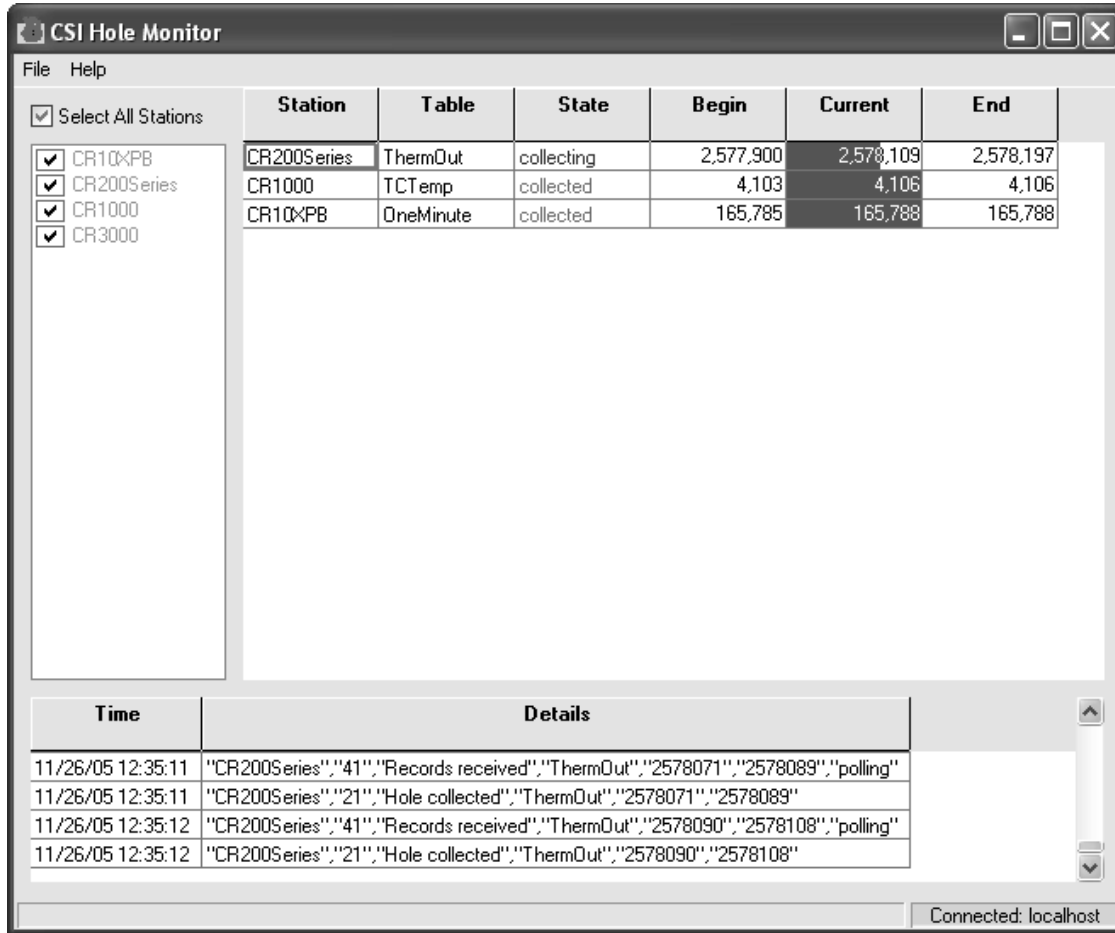 CSI Hole Monitor
File Help
Select All Stations
CR10XPB
CR200Series
CR1000
CR3000
Station Table State Begin Current End
CR200Series ThermOut collecting 2,577,900 2,578,109 2,578,197
CR1000 TCTemp collected 4,103 4,106 4,106
CR10XPB OneMinute collected 165,785 165,788 165,788
Time Details
11/26/05 12:35:11 "CR200Series","41","Records received","ThermOut","2578071","2578089","polling"
11/26/05 12:35:11 "CR200Series","21","Hole collected","ThermOut","2578071","2578089"
11/26/05 12:35:12 "CR200Series","41","Records received","ThermOut","2578090","2578108","polling"
11/26/05 12:35:12 "CR200Series","21","Hole collected","ThermOut","2578090","2578108"
Connected: localhost